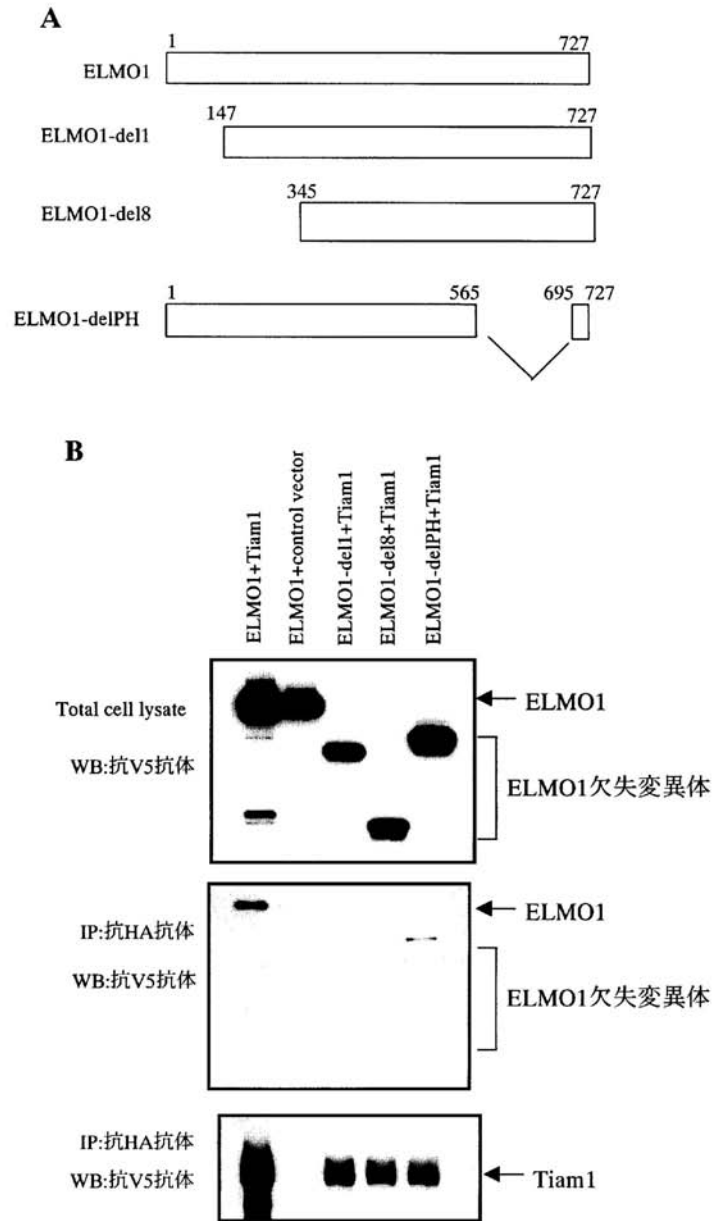 A
1 727
ELMO1
147 727
ELMO1-del1
345 727
ELMO1-del8
1 565 695 727
ELMO1-delPH
B
ELMO1+Tiam1
ELMO1+control vector
ELMO1-del1+Tiam1
ELMO1-del8+Tiam1
ELMO1-delPH+Tiam1
Total cell lysate
WB:抗V5抗体
ELMO1
ELMO1欠失変異体
IP:抗HA抗体
WB:抗V5抗体
ELMO1
ELMO1欠失変異体
IP:抗HA抗体
WB:抗V5抗体
Tiam1